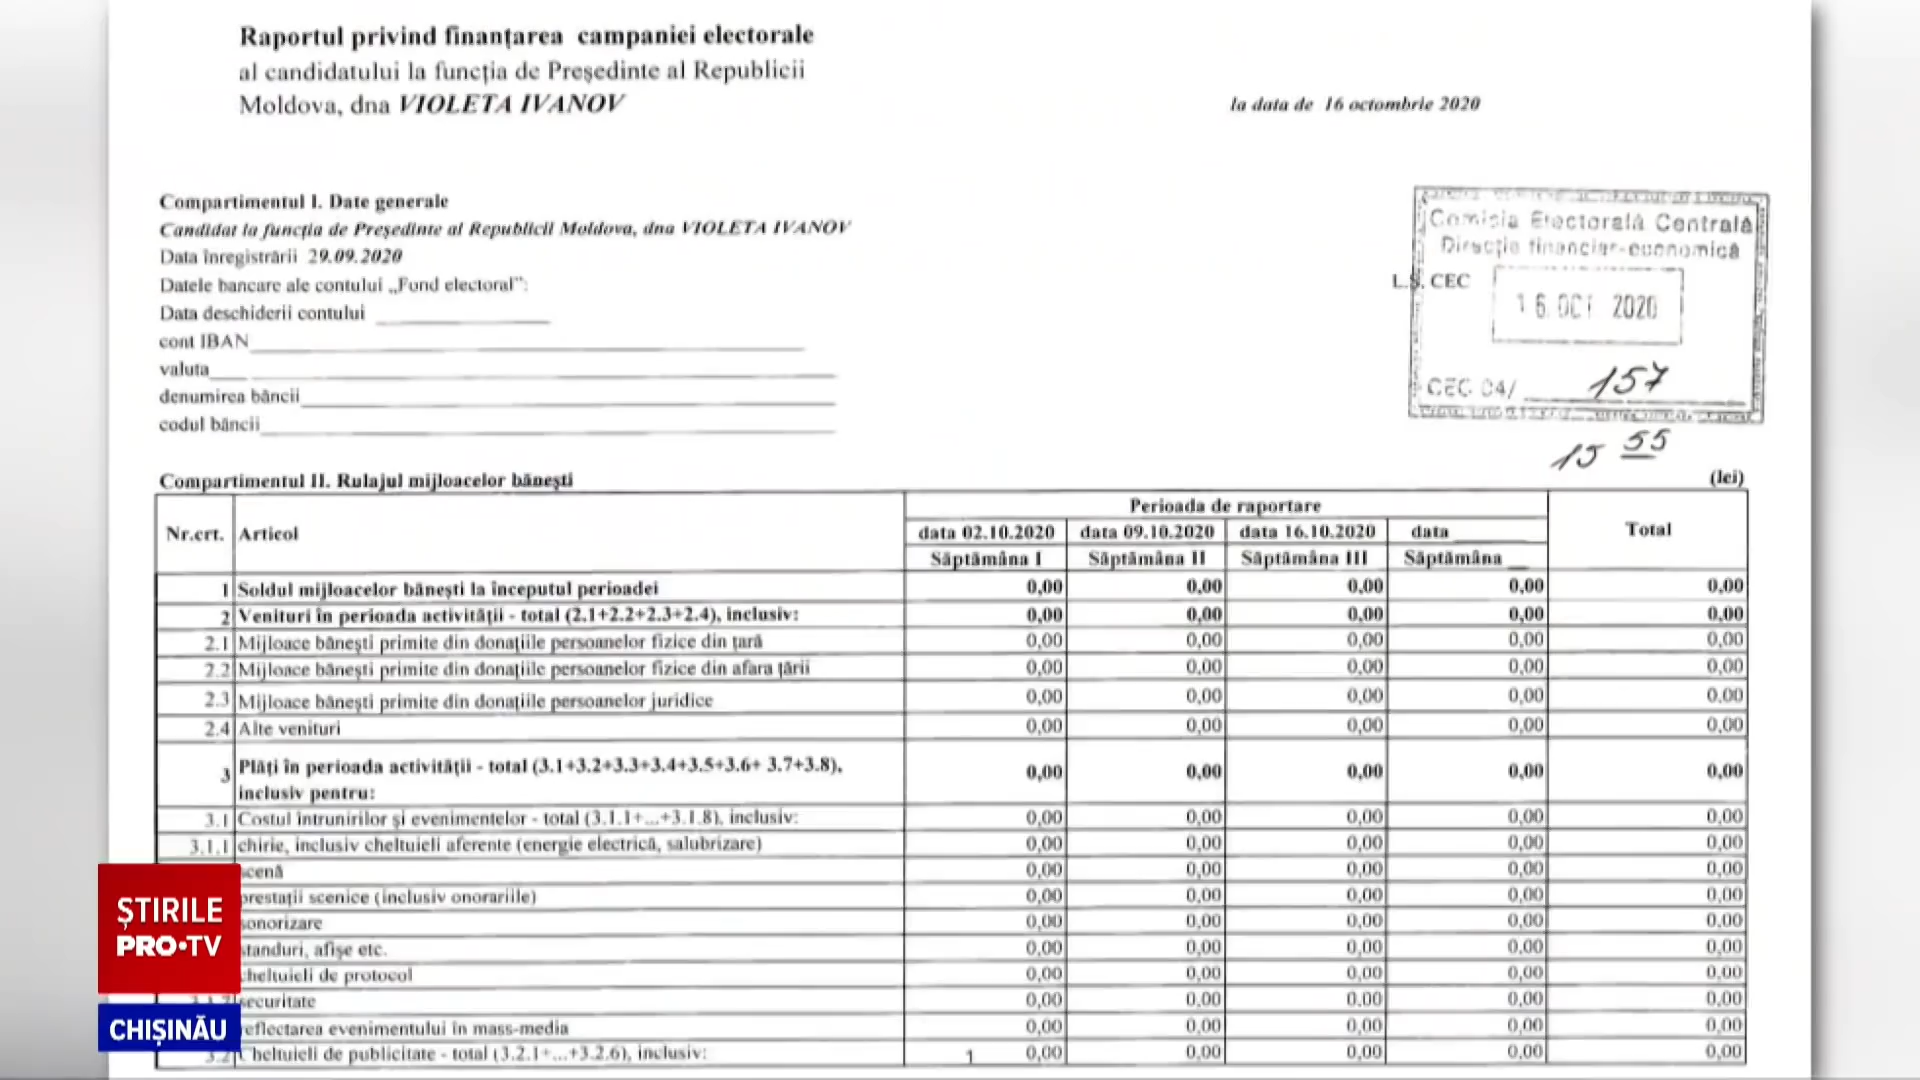 Raportul privind finanțarea campaniei electorale
al candidatului la funcția de Președinte al Republicii
Moldova, dna VIOLETA IVANOV
la data de 16 octombrie 2020
Compartimentul I. Date generale
Candidat la funcția de Președinte al Republicii Moldova, dna VIOLETA IVANOV
Data înregistrării 29.09.2020
Datele bancare ale contului „Fond electoral”:
Data deschiderii contului
cont IBAN
valuta
denumirea băncii
codul băncii
Comisia Electorală Centrală
Direcția financiar-economică
L.S. CEC
16 OCT 2020
CEC 04/ 157
15 55
Compartimentul II. Rulajul mijloacelor bănești
(lei)
Nr.crt. Articol Perioada de raportare Total
data 02.10.2020 data 09.10.2020 data 16.10.2020 data
Săptămâna I Săptămâna II Săptămâna III Săptămâna __
1 Soldul mijloacelor bănești la începutul perioadei 0,00 0,00 0,00 0,00 0,00
2 Venituri în perioada activității - total (2.1+2.2+2.3+2.4), inclusiv: 0,00 0,00 0,00 0,00 0,00
2.1 Mijloace bănești primite din donațiile persoanelor fizice din țară 0,00 0,00 0,00 0,00 0,00
2.2 Mijloace bănești primite din donațiile persoanelor fizice din afara țării 0,00 0,00 0,00 0,00 0,00
2.3 Mijloace bănești primite din donațiile persoanelor juridice 0,00 0,00 0,00 0,00 0,00
2.4 Alte venituri 0,00 0,00 0,00 0,00 0,00
3 Plăți în perioada activității - total (3.1+3.2+3.3+3.4+3.5+3.6+ 3.7+3.8),
inclusiv pentru: 0,00 0,00 0,00 0,00 0,00
3.1 Costul întrunirilor și evenimentelor - total (3.1.1+...+3.1.8), inclusiv: 0,00 0,00 0,00 0,00 0,00
3.1.1 chirie, inclusiv cheltuieli aferente (energie electrică, salubrizare) 0,00 0,00 0,00 0,00 0,00
scenă 0,00 0,00 0,00 0,00 0,00
prestații scenice (inclusiv onorariile) 0,00 0,00 0,00 0,00 0,00
sonorizare 0,00 0,00 0,00 0,00 0,00
standuri, afișe etc. 0,00 0,00 0,00 0,00 0,00
cheltuieli de protocol 0,00 0,00 0,00 0,00 0,00
3.1.7 securitate 0,00 0,00 0,00 0,00 0,00
reflectarea evenimentului în mass-media 0,00 0,00 0,00 0,00 0,00
3.2 Cheltuieli de publicitate - total (3.2.1+...+3.2.6), inclusiv: 1 0,00 0,00 0,00 0,00 0,00
ȘTIRILE
PRO•TV
CHIȘINĂU